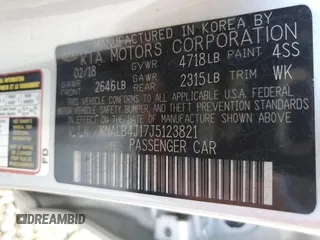 MANUFACTURED IN KOREA BY
KIA MOTORS CORPORATION
02/18 GVWR 4718LB PAINT 4SS
GAWR FRONT 2646LB GAWR REAR 2315LB TRIM WK
THIS VEHICLE CONFORMS TO ALL APPLICABLE U.S. FEDERAL
MOTOR VEHICLE SAFETY, BUMPER, AND THEFT PREVENTION
STANDARDS IN EFFECT ON THE DATE OF MANUFACTURE SHOWN ABOVE.
KNALB4J17J5123821
TYPE: PASSENGER CAR
FD
DREAMBID